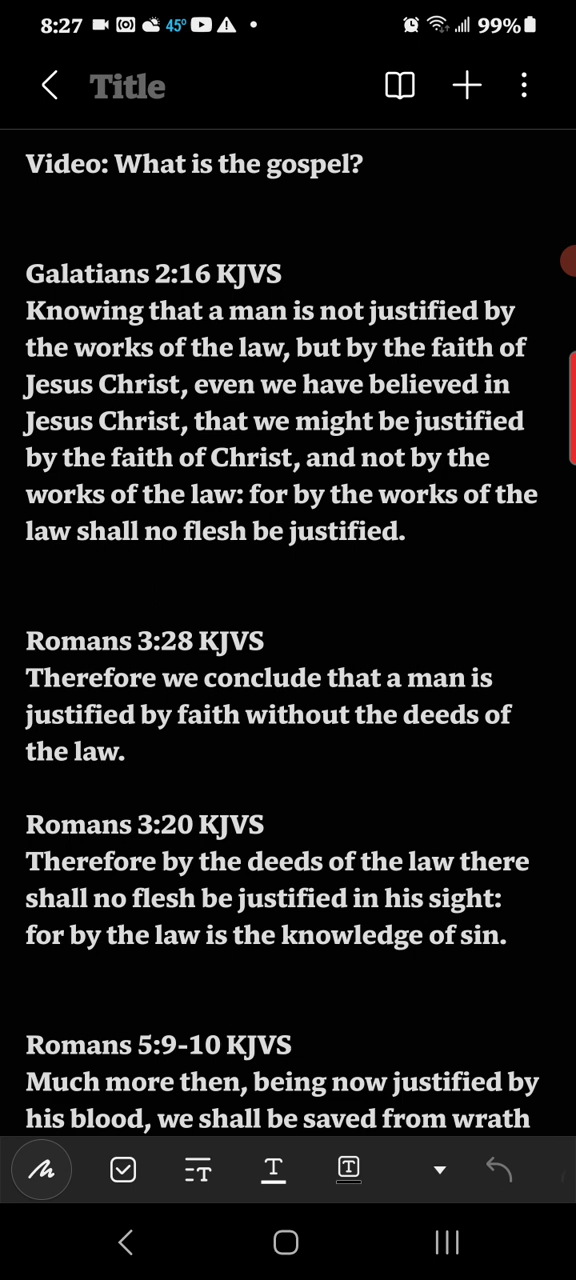 8:27 45° 99%
Title
Video: What is the gospel?
Galatians 2:16 KJVS
Knowing that a man is not justified by
the works of the law, but by the faith of
Jesus Christ, even we have believed in
Jesus Christ, that we might be justified
by the faith of Christ, and not by the
works of the law: for by the works of the
law shall no flesh be justified.
Romans 3:28 KJVS
Therefore we conclude that a man is
justified by faith without the deeds of
the law.
Romans 3:20 KJVS
Therefore by the deeds of the law there
shall no flesh be justified in his sight:
for by the law is the knowledge of sin.
Romans 5:9-10 KJVS
Much more then, being now justified by
his blood, we shall be saved from wrath